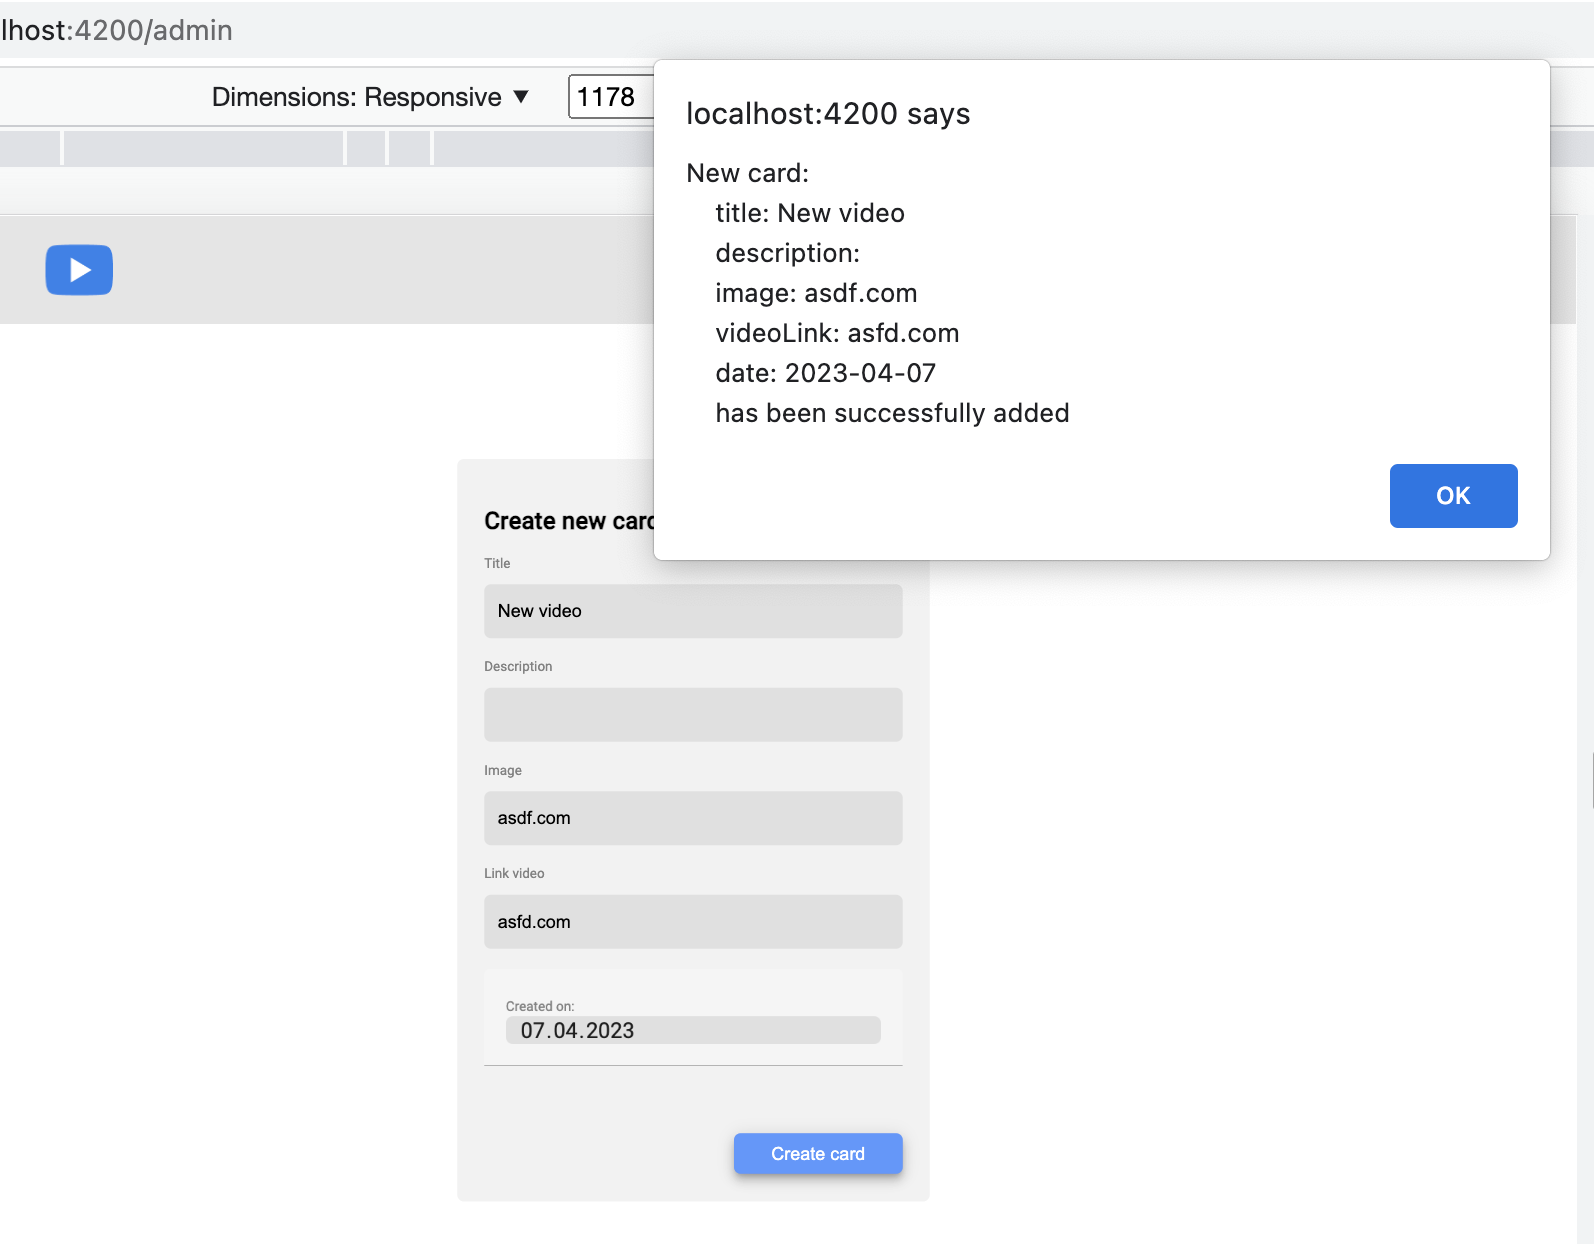 lhost:4200/admin
Dimensions: Responsive ▼ 1178
localhost:4200 says
New card:
title: New video
description:
image: asdf.com
videoLink: asfd.com
date: 2023-04-07
has been successfully added
OK
Create new card
Title
New video
Description
Image
asdf.com
Link video
asfd.com
Created on:
07.04.2023
Create card